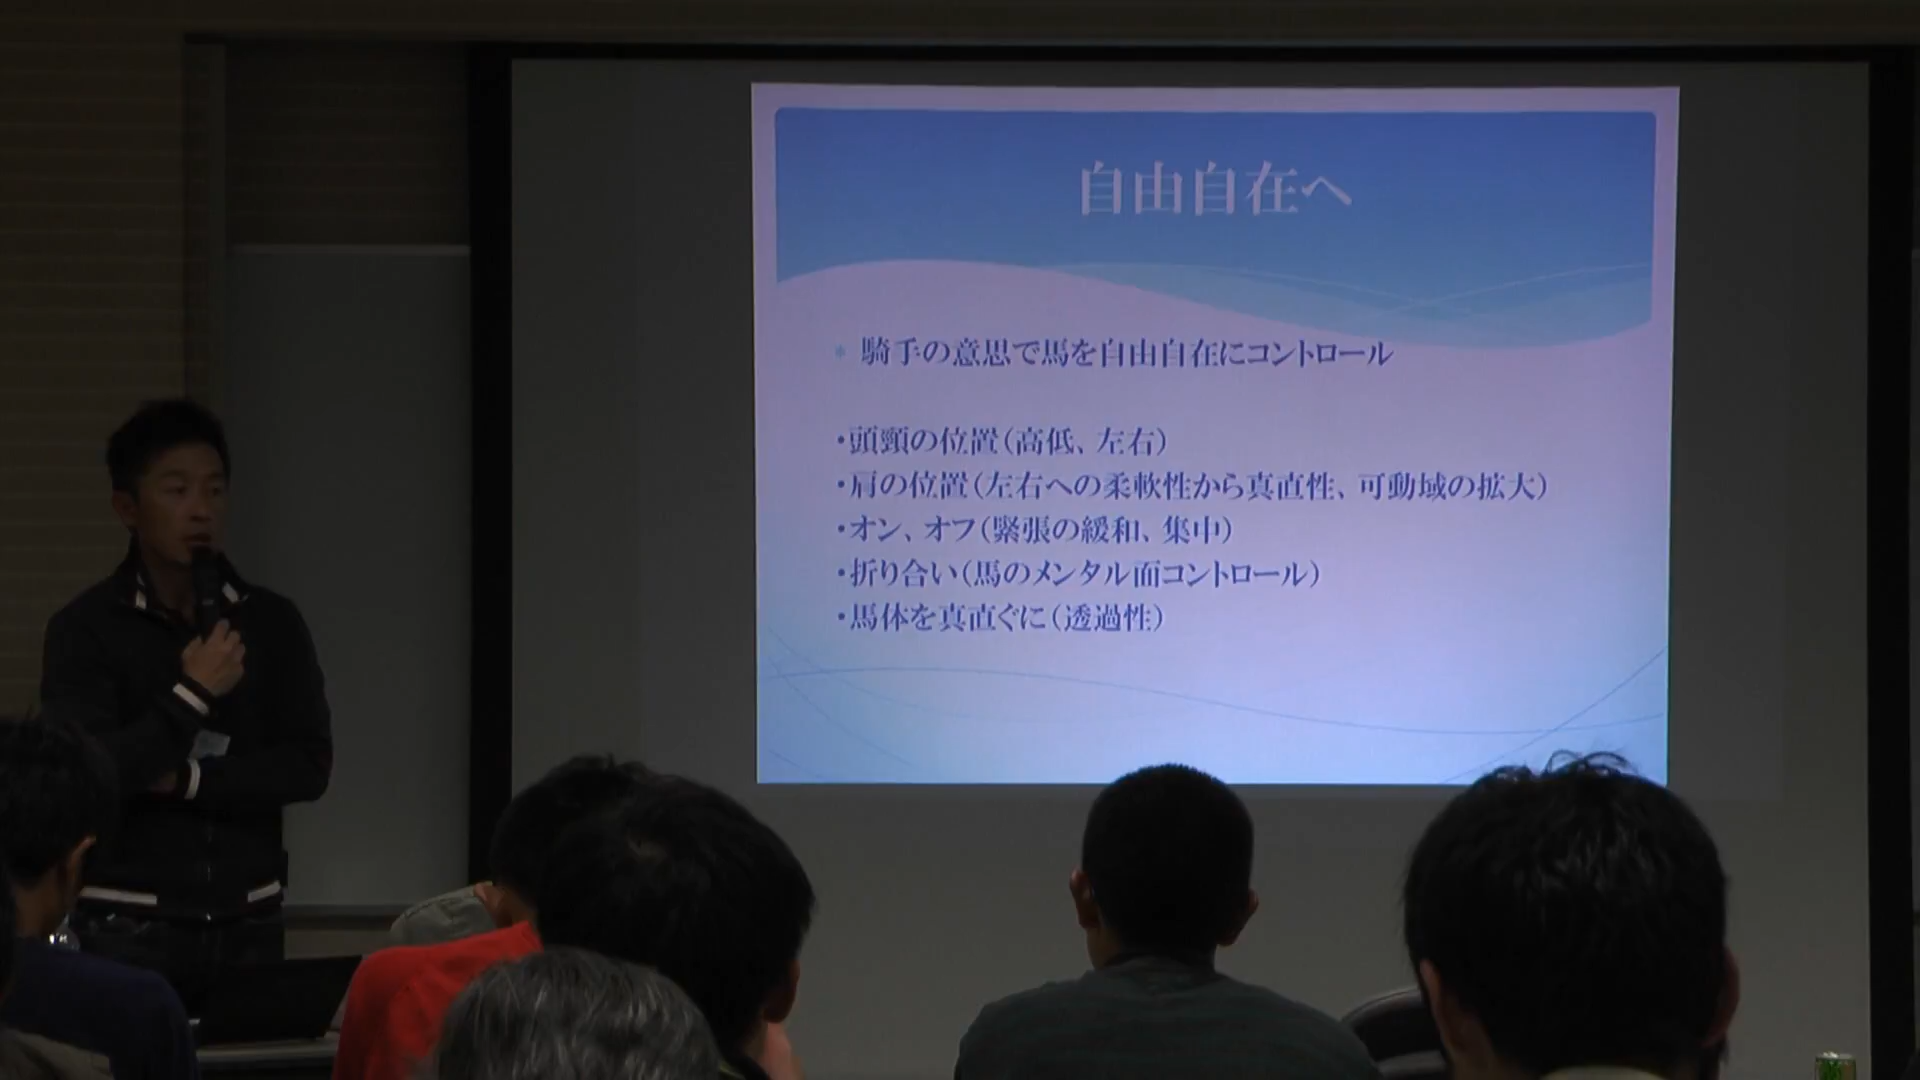 自由自在へ
* 騎手の意思で馬を自由自在にコントロール
・頭頸の位置(高低、左右)
・肩の位置(左右への柔軟性から真直性、可動域の拡大)
・オン、オフ(緊張の緩和、集中)
・折り合い(馬のメンタル面コントロール)
・馬体を真直ぐに(透過性)